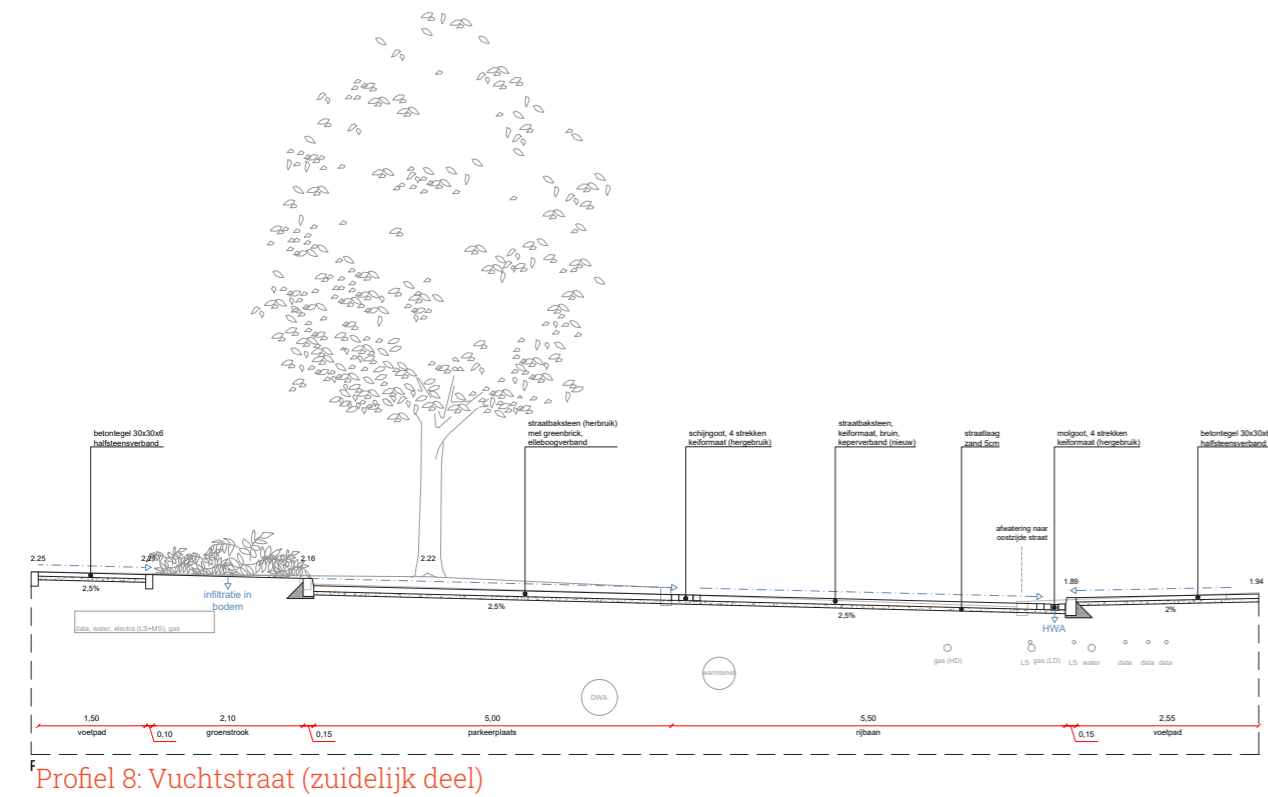 betontegel 30x30x6
halfsteensverband
straatbaksteen (herbruik)
met greenbrick,
elleboogverband
schijngoot, 4 strekken
keiformaat (hergebruik)
straatbaksteen,
keiformaat, bruin,
keperverband (nieuw)
straatlaag
zand 5cm
molgoot, 4 strekken
keiformaat (hergebruik)
betontegel 30x30x6
halfsteensverband
afwatering naar
oostzijde straat
2.25
2.16
2.22
1.89
1.94
2,5%
infiltratie in
bodem
2,5%
2,5%
2%
HWA
data, water, electra (LS+MS), gas
gas (HD)
LS
gas (LD)
LS
water
data
data
data
warmtenet
DWA
1,50
2,10
5,00
5,50
2,55
voetpad
0,10
groenstrook
0,15
parkeerplaats
rijbaan
0,15
voetpad
Profiel 8: Vuchtstraat (zuidelijk deel)